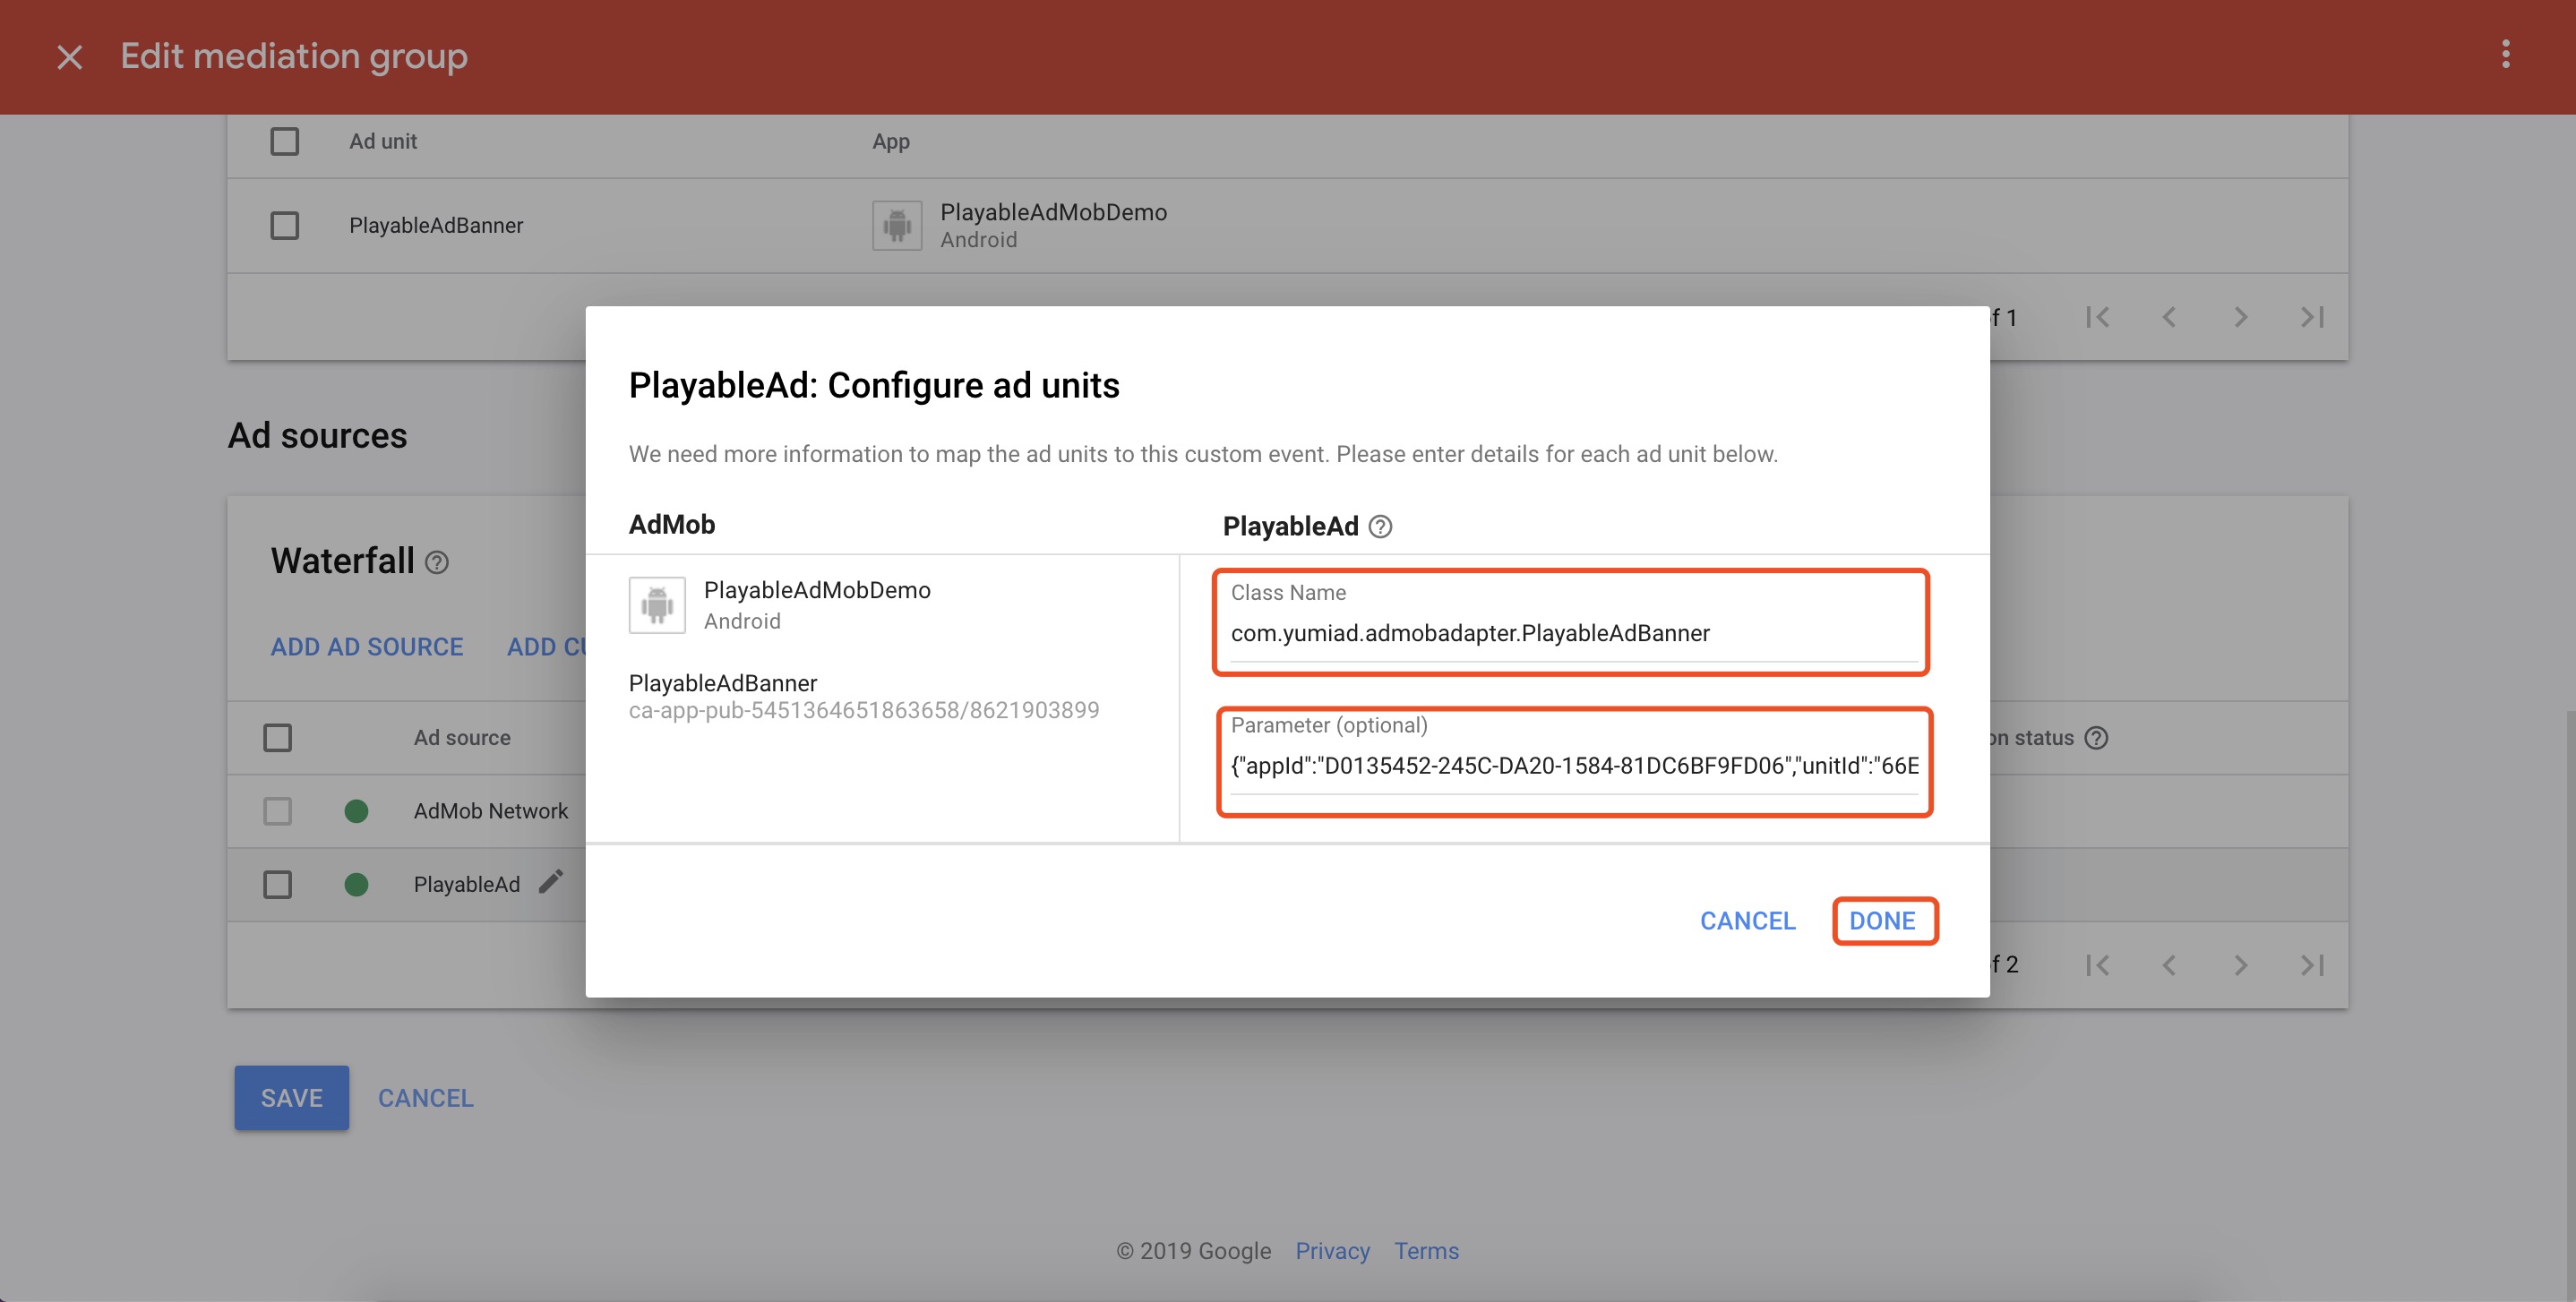 Edit mediation group
Ad unit App
PlayableAdBanner PlayableAdMobDemo
Android
f 1
Ad sources
Waterfall
ADD AD SOURCE ADD CU
Ad source on status
AdMob Network
PlayableAd
f 2
PlayableAd: Configure ad units
We need more information to map the ad units to this custom event. Please enter details for each ad unit below.
AdMob PlayableAd
PlayableAdMobDemo
Android
PlayableAdBanner
ca-app-pub-5451364651863658/8621903899
Class Name
com.yumiad.admobadapter.PlayableAdBanner
Parameter (optional)
{"appId":"D0135452-245C-DA20-1584-81DC6BF9FD06","unitId":"66E
CANCEL DONE
SAVE CANCEL
© 2019 Google Privacy Terms